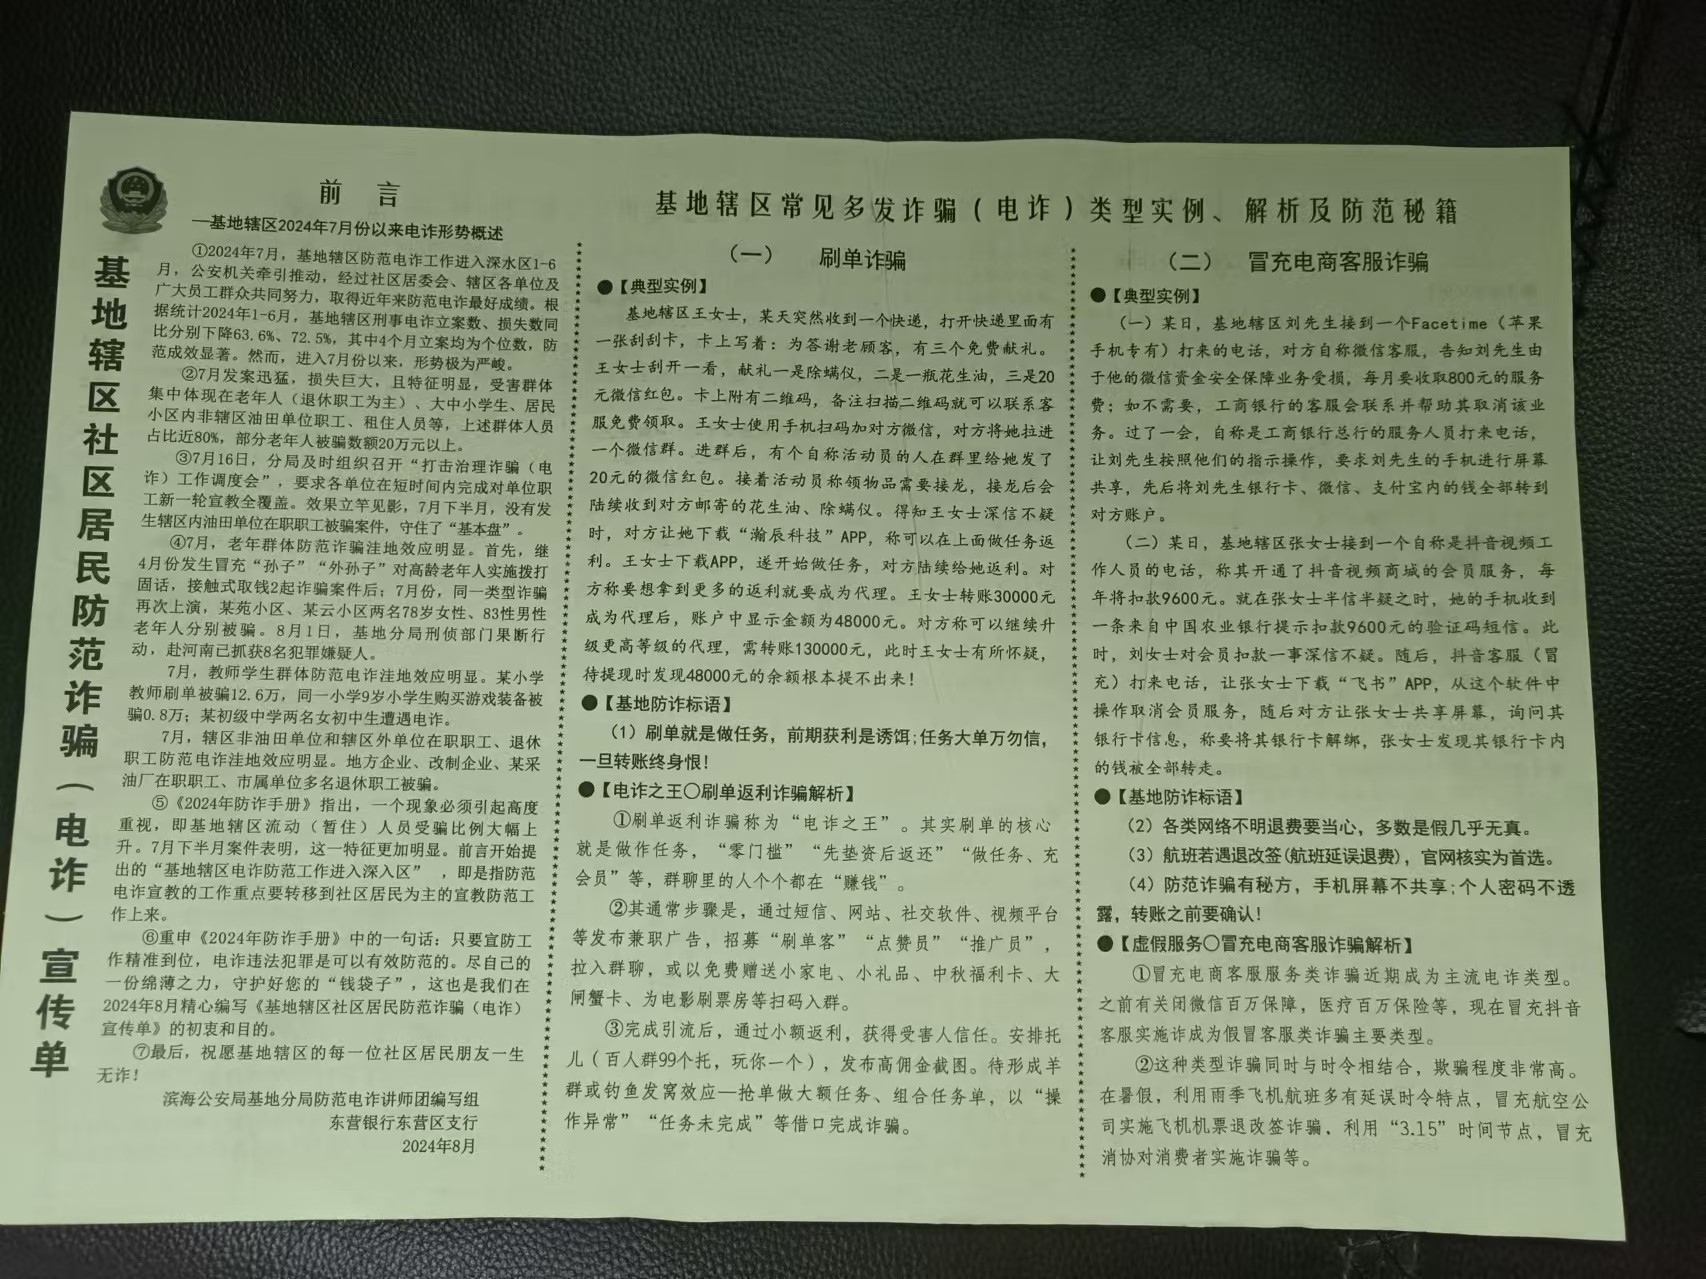 基地辖区社区居民防范诈骗（电诈）宣传单
前 言
—基地辖区2024年7月份以来电诈形势概述
①2024年7月，基地辖区防范电诈工作进入深水区1-6
月，公安机关牵引推动，经过社区居委会、辖区各单位及
广大员工群众共同努力，取得近年来防范电诈最好成绩。根
据统计2024年1-6月，基地辖区刑事电诈立案数、损失数同
比分别下降63.6%、72.5%，其中4个月立案均为个位数，防
范成效显著。然而，进入7月份以来，形势极为严峻。
②7月发案迅猛，损失巨大，且特征明显，受害群体
集中体现在老年人（退休职工为主）、大中小学生、居民
小区内非辖区油田单位职工、租住人员等，上述群体人员
占比近80%，部分老年人被骗数额20万元以上。
③7月16日，分局及时组织召开“打击治理诈骗（电
诈）工作调度会”，要求各单位在短时间内完成对单位职
工新一轮宣教全覆盖。效果立竿见影，7月下半月，没有发
生辖区内油田单位在职职工被骗案件，守住了“基本盘”。
④7月，老年群体防范诈骗洼地效应明显。首先，继
4月份发生冒充“孙子”“外孙子”对高龄老年人实施拨打
固话，接触式取钱2起诈骗案件后；7月份，同一类型诈骗
再次上演，某苑小区、某云小区两名78岁女性、83性男性
老年人分别被骗。8月1日，基地分局刑侦部门果断行
动，赴河南已抓获8名犯罪嫌疑人。
7月，教师学生群体防范电诈洼地效应明显。某小学
教师刷单被骗12.6万，同一小学9岁小学生购买游戏装备被
骗0.8万；某初级中学两名女初中生遭遇电诈。
7月，辖区非油田单位和辖区外单位在职职工、退休
职工防范电诈洼地效应明显。地方企业、改制企业、某采
油厂在职职工、市属单位多名退休职工被骗。
⑤《2024年防诈手册》指出，一个现象必须引起高度
重视，即基地辖区流动（暂住）人员受骗比例大幅上
升。7月下半月案件表明，这一特征更加明显。前言开始提
出的“基地辖区电诈防范工作进入深入区” ，即是指防范
电诈宣教的工作重点要转移到社区居民为主的宣教防范工
作上来。
⑥重申《2024年防诈手册》中的一句话：只要宣防工
作精准到位，电诈违法犯罪是可以有效防范的。尽自己的
一份绵薄之力，守护好您的“钱袋子”，这也是我们在
2024年8月精心编写《基地辖区社区居民防范诈骗（电诈）
宣传单》的初衷和目的。
⑦最后，祝愿基地辖区的每一位社区居民朋友一生
无诈！
滨海公安局基地分局防范电诈讲师团编写组
东营银行东营区支行
2024年8月
基地辖区常见多发诈骗（电诈）类型实例、解析及防范秘籍
（一） 刷单诈骗
●【典型实例】
基地辖区王女士，某天突然收到一个快递，打开快递里面有
一张刮刮卡，卡上写着：为答谢老顾客，有三个免费献礼。
王女士刮开一看，献礼一是除螨仪，二是一瓶花生油，三是20
元微信红包。卡上附有二维码，备注扫描二维码就可以联系客
服免费领取。王女士使用手机扫码加对方微信，对方将她拉进
一个微信群。进群后，有个自称活动员的人在群里给她发了
20元的微信红包。接着活动员称领物品需要接龙，接龙后会
陆续收到对方邮寄的花生油、除螨仪。得知王女士深信不疑
时，对方让她下载“瀚辰科技”APP，称可以在上面做任务返
利。王女士下载APP，遂开始做任务，对方陆续给她返利。对
方称要想拿到更多的返利就要成为代理。王女士转账30000元
成为代理后，账户中显示金额为48000元。对方称可以继续升
级更高等级的代理，需转账130000元，此时王女士有所怀疑，
待提现时发现48000元的余额根本提不出来！
●【基地防诈标语】
（1）刷单就是做任务，前期获利是诱饵；任务大单万勿信，
一旦转账终身恨！
●【电诈之王〇刷单返利诈骗解析】
①刷单返利诈骗称为“电诈之王”。其实刷单的核心
就是做作任务，“零门槛”“先垫资后返还”“做任务、充
会员”等，群聊里的人个个都在“赚钱”。
②其通常步骤是，通过短信、网站、社交软件、视频平台
等发布兼职广告，招募“刷单客”“点赞员”“推广员”，
拉入群聊，或以免费赠送小家电、小礼品、中秋福利卡、大
闸蟹卡、为电影刷票房等扫码入群。
③完成引流后，通过小额返利，获得受害人信任。安排托
儿（百人群99个托，玩你一个），发布高佣金截图。待形成羊
群或钓鱼发窝效应—抢单做大额任务、组合任务单，以“操
作异常”“任务未完成”等借口完成诈骗。
（二） 冒充电商客服诈骗
●【典型实例】
（一）某日，基地辖区刘先生接到一个Facetime（苹果
手机专有）打来的电话，对方自称微信客服，告知刘先生由
于他的微信资金安全保障业务受损，每月要收取800元的服务
费；如不需要，工商银行的客服会联系并帮助其取消该业
务。过了一会，自称是工商银行总行的服务人员打来电话，
让刘先生按照他们的指示操作，要求刘先生的手机进行屏幕
共享，先后将刘先生银行卡、微信、支付宝内的钱全部转到
对方账户。
（二）某日，基地辖区张女士接到一个自称是抖音视频工
作人员的电话，称其开通了抖音视频商城的会员服务，每
年将扣款9600元。就在张女士半信半疑之时，她的手机收到
一条来自中国农业银行提示扣款9600元的验证码短信。此
时，刘女士对会员扣款一事深信不疑。随后，抖音客服（冒
充）打来电话，让张女士下载“飞书”APP，从这个软件中
操作取消会员服务，随后对方让张女士共享屏幕，询问其
银行卡信息，称要将其银行卡解绑，张女士发现其银行卡内
的钱被全部转走。
●【基地防诈标语】
（2）各类网络不明退费要当心，多数是假几乎无真。
（3）航班若遇退改签(航班延误退费)，官网核实为首选。
（4）防范诈骗有秘方，手机屏幕不共享；个人密码不透
露，转账之前要确认！
●【虚假服务〇冒充电商客服诈骗解析】
①冒充电商客服服务类诈骗近期成为主流电诈类型。
之前有关闭微信百万保障，医疗百万保险等，现在冒充抖音
客服实施诈成为假冒客服类诈骗主要类型。
②这种类型诈骗同时与时令相结合，欺骗程度非常高。
在暑假，利用雨季飞机航班多有延误时令特点，冒充航空公
司实施飞机机票退改签诈骗，利用“3.15”时间节点，冒充
消协对消费者实施诈骗等。